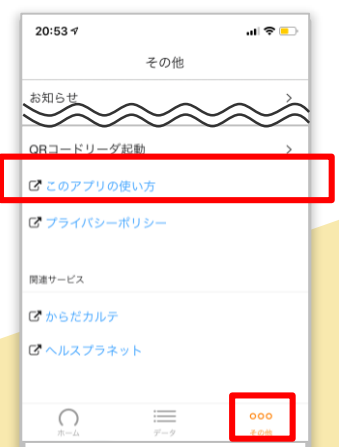 20:53
その他
お知らせ
QRコードリーダ起動
このアプリの使い方
プライバシーポリシー
関連サービス
からだカルテ
ヘルスプラネット
ホーム データ その他